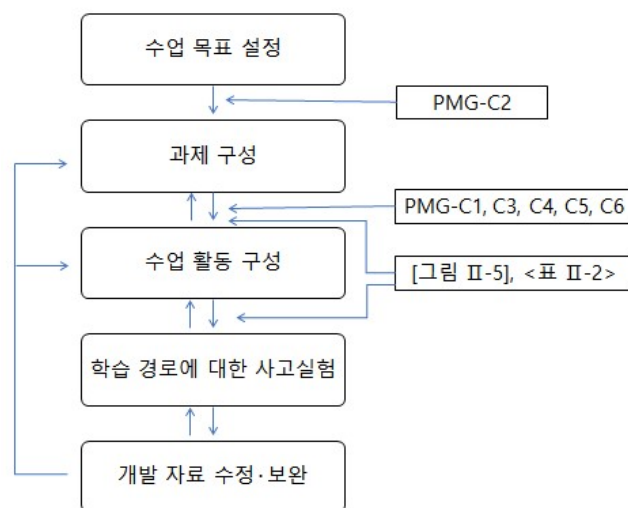 수업 목표 설정
PMG-C2
과제 구성
PMG-C1, C3, C4, C5, C6
수업 활동 구성
[그림 Ⅱ-5], <표 Ⅱ-2>
학습 경로에 대한 사고실험
개발 자료 수정·보완